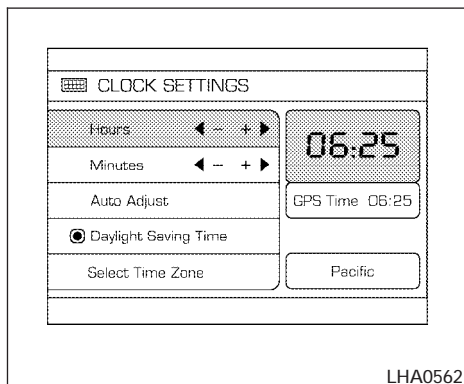 CLOCK SETTINGS
Hours ◀ - + ▶
06:25
Minutes ◀ - + ▶
Auto Adjust
GPS Time 06:25
Daylight Saving Time
Select Time Zone
Pacific
LHA0562